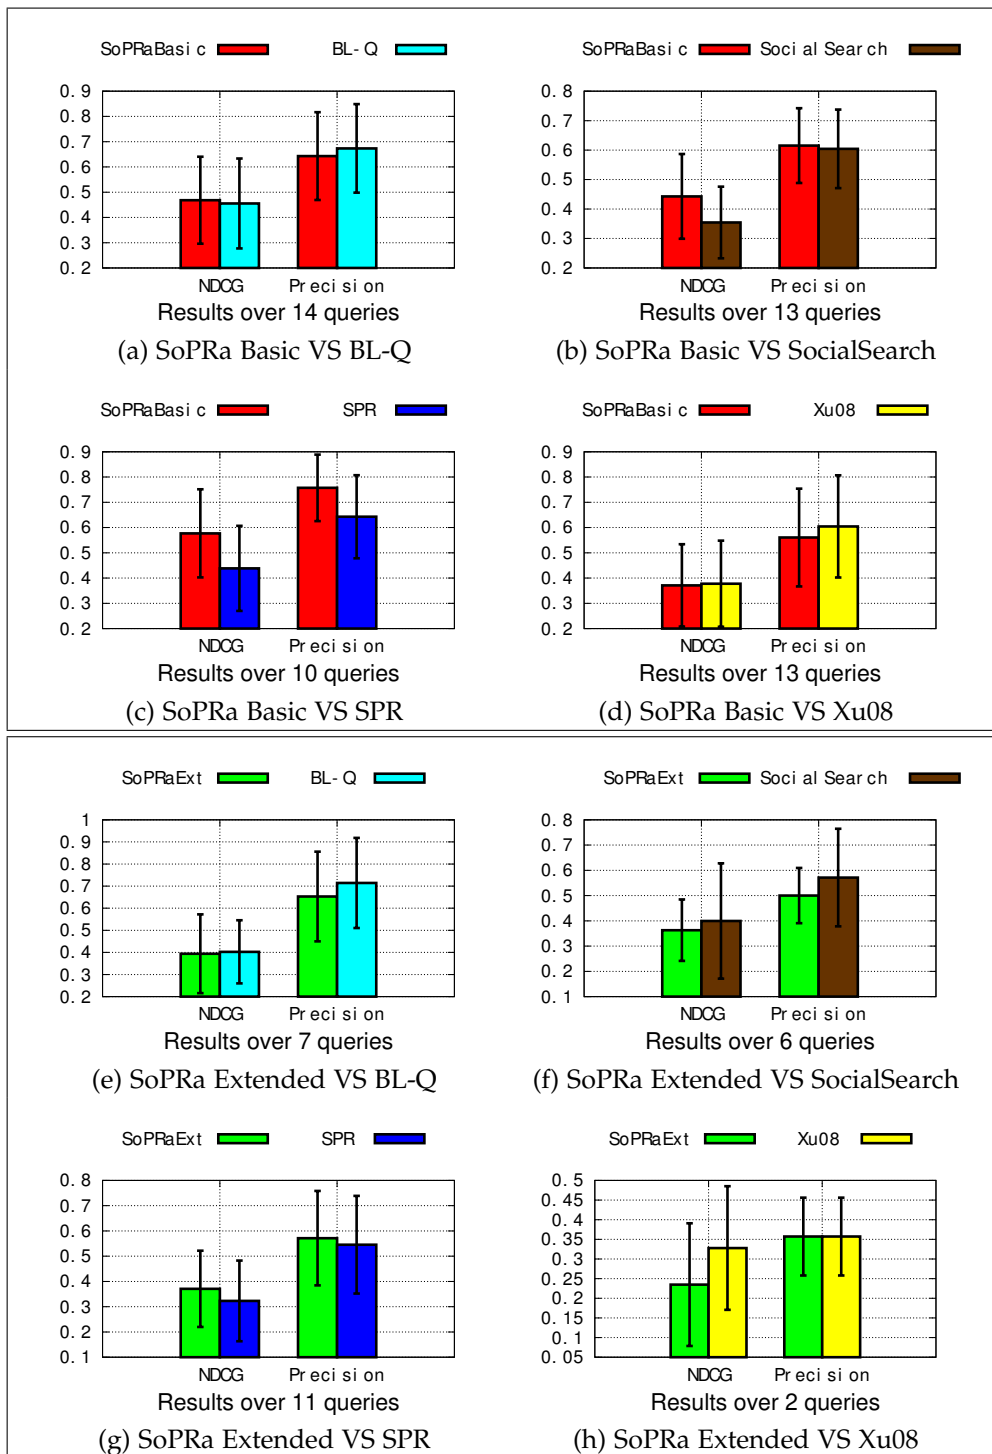 SoPRaBasic BL-Q
0.9
0.8
0.7
0.6
0.5
0.4
0.3
0.2
NDCG Precision
Results over 14 queries
(a) SoPRa Basic VS BL-Q
SoPRaBasic SocialSearch
0.8
0.7
0.6
0.5
0.4
0.3
0.2
NDCG Precision
Results over 13 queries
(b) SoPRa Basic VS SocialSearch
SoPRaBasic SPR
0.9
0.8
0.7
0.6
0.5
0.4
0.3
0.2
NDCG Precision
Results over 10 queries
(c) SoPRa Basic VS SPR
SoPRaBasic Xu08
0.9
0.8
0.7
0.6
0.5
0.4
0.3
0.2
NDCG Precision
Results over 13 queries
(d) SoPRa Basic VS Xu08
SoPRaExt BL-Q
1
0.9
0.8
0.7
0.6
0.5
0.4
0.3
0.2
NDCG Precision
Results over 7 queries
(e) SoPRa Extended VS BL-Q
SoPRaExt SocialSearch
0.8
0.7
0.6
0.5
0.4
0.3
0.2
0.1
NDCG Precision
Results over 6 queries
(f) SoPRa Extended VS SocialSearch
SoPRaExt SPR
0.8
0.7
0.6
0.5
0.4
0.3
0.2
0.1
NDCG Precision
Results over 11 queries
(g) SoPRa Extended VS SPR
SoPRaExt Xu08
0.5
0.45
0.4
0.35
0.3
0.25
0.2
0.15
0.1
0.05
NDCG Precision
Results over 2 queries
(h) SoPRa Extended VS Xu08